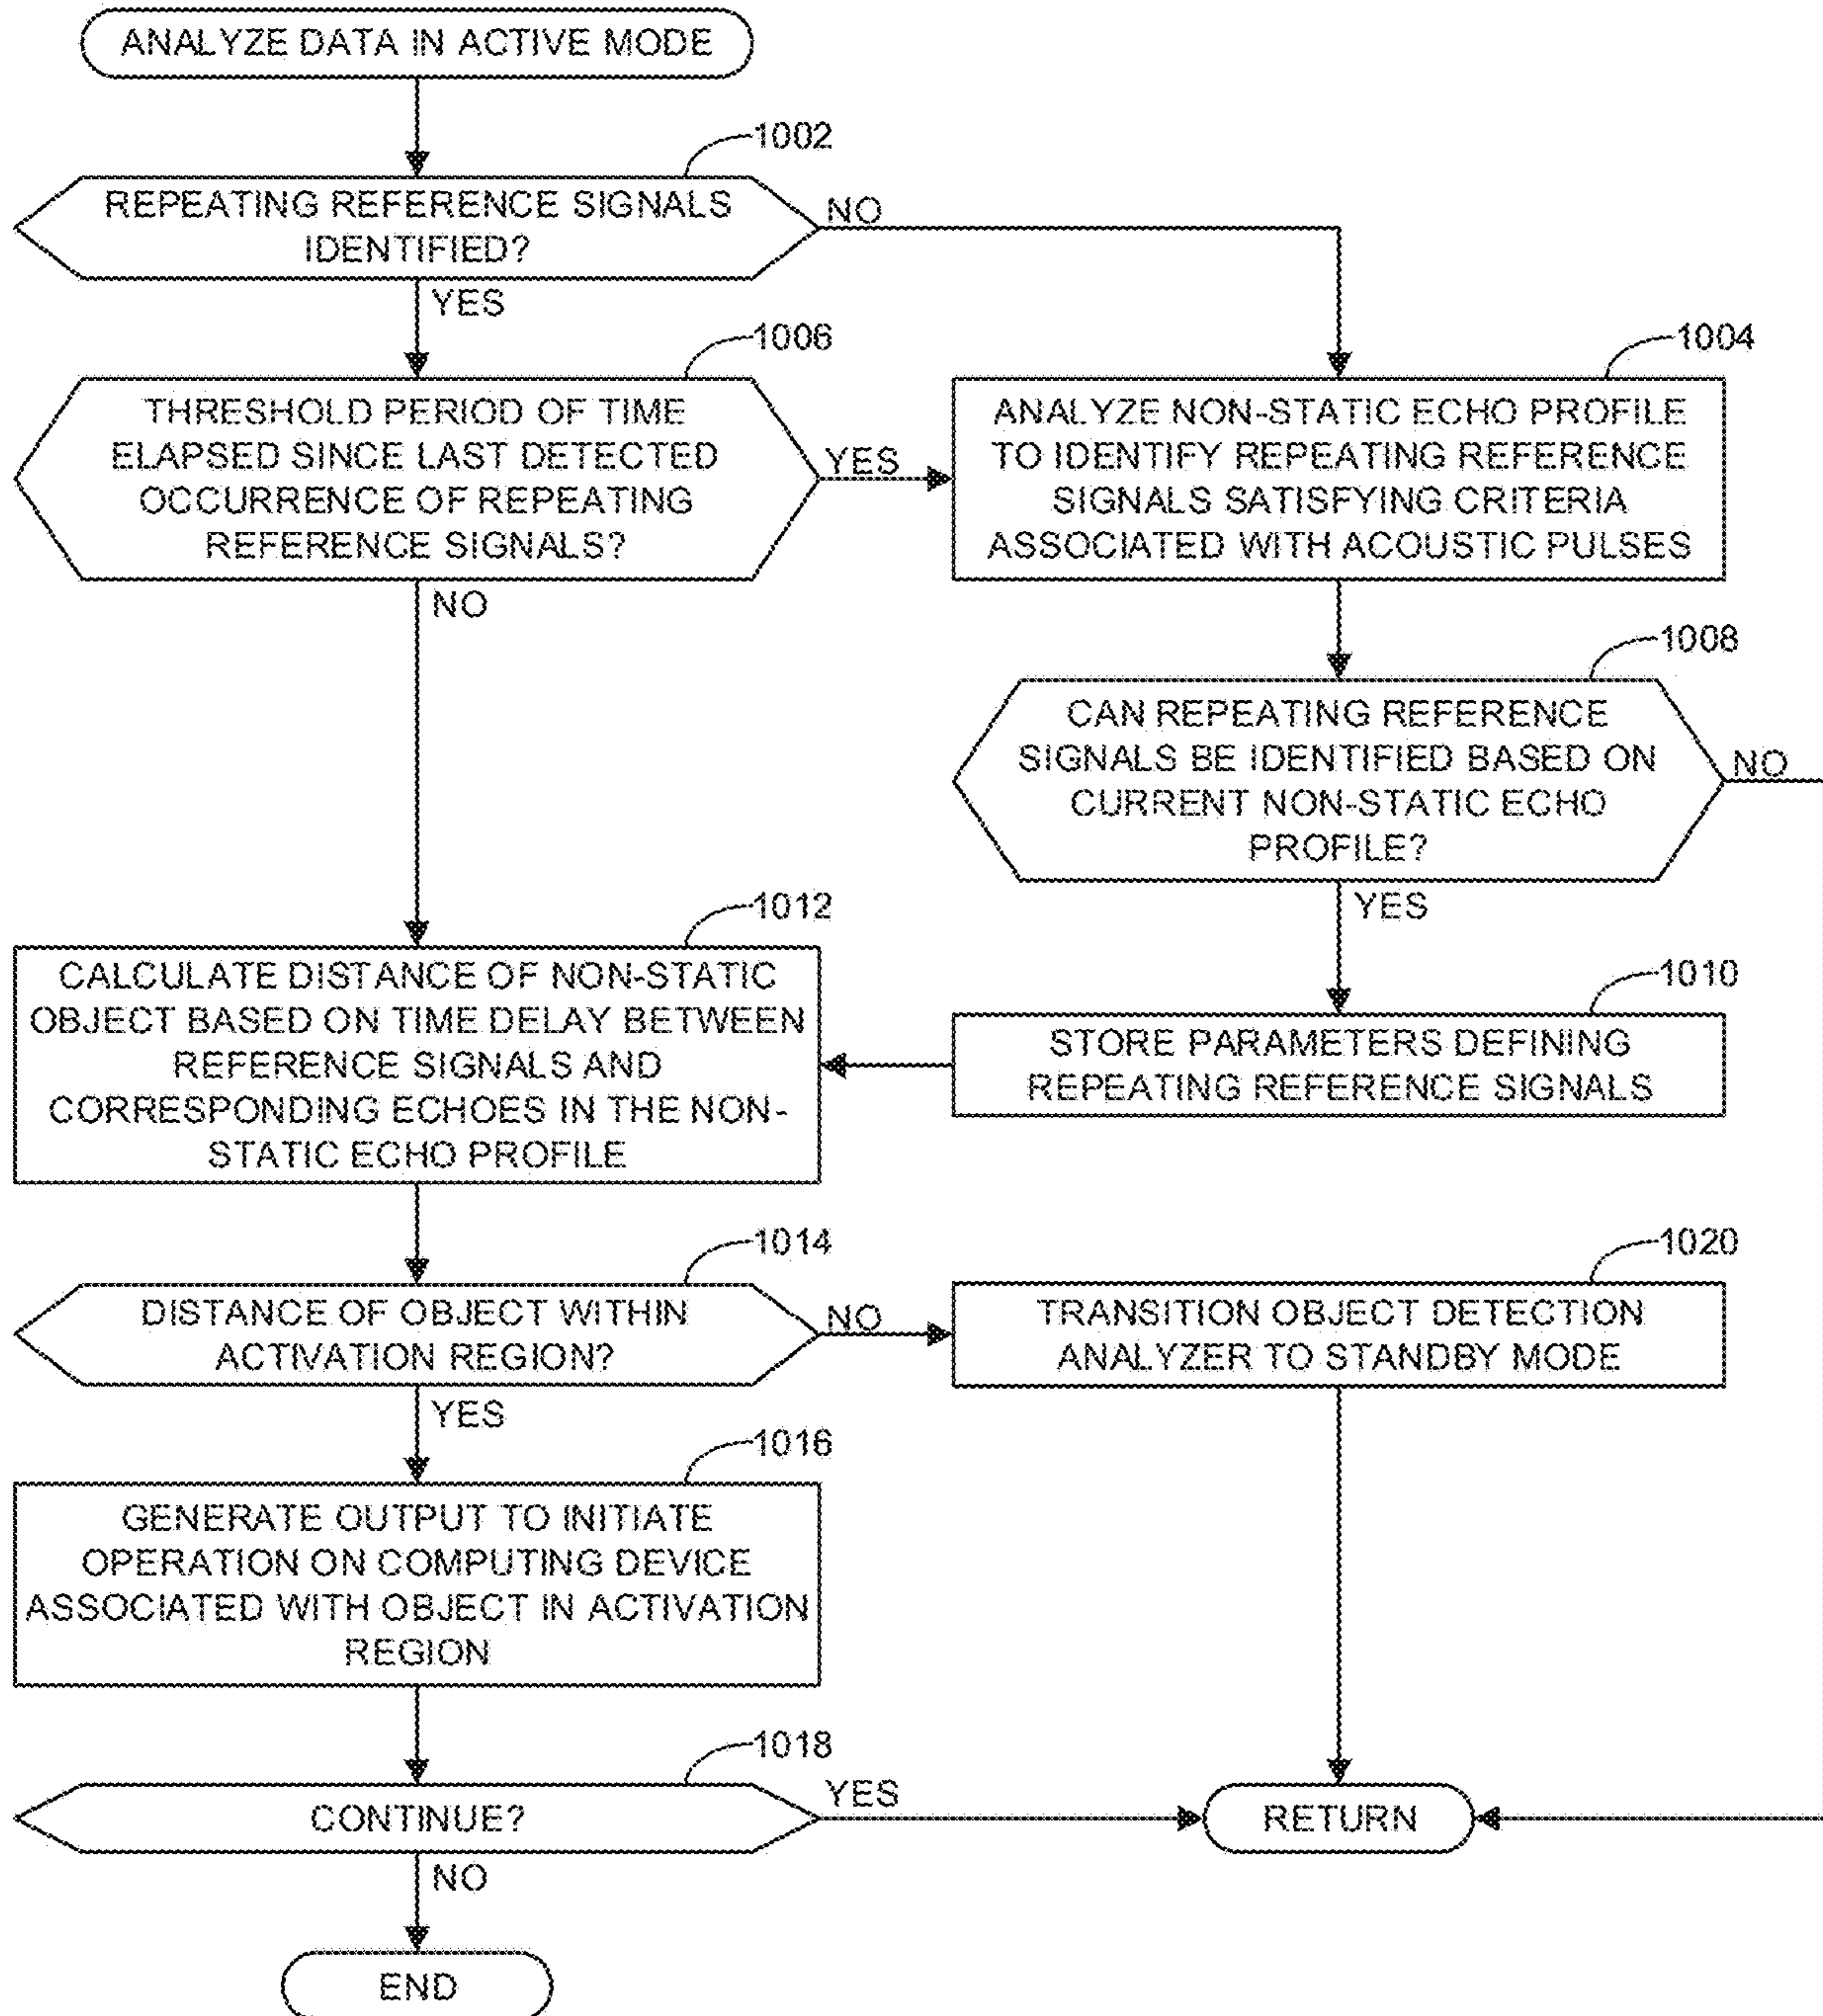 ANALYZE DATA IN ACTIVE MODE
1002
REPEATING REFERENCE SIGNALS
IDENTIFIED?
NO
YES
1006
THRESHOLD PERIOD OF TIME
ELAPSED SINCE LAST DETECTED
OCCURRENCE OF REPEATING
REFERENCE SIGNALS?
YES
NO
1004
ANALYZE NON-STATIC ECHO PROFILE
TO IDENTIFY REPEATING REFERENCE
SIGNALS SATISFYING CRITERIA
ASSOCIATED WITH ACOUSTIC PULSES
1008
CAN REPEATING REFERENCE
SIGNALS BE IDENTIFIED BASED ON
CURRENT NON-STATIC ECHO
PROFILE?
NO
YES
1012
CALCULATE DISTANCE OF NON-STATIC
OBJECT BASED ON TIME DELAY BETWEEN
REFERENCE SIGNALS AND
CORRESPONDING ECHOES IN THE NON-
STATIC ECHO PROFILE
1010
STORE PARAMETERS DEFINING
REPEATING REFERENCE SIGNALS
1014
DISTANCE OF OBJECT WITHIN
ACTIVATION REGION?
NO
YES
1020
TRANSITION OBJECT DETECTION
ANALYZER TO STANDBY MODE
1016
GENERATE OUTPUT TO INITIATE
OPERATION ON COMPUTING DEVICE
ASSOCIATED WITH OBJECT IN ACTIVATION
REGION
1018
CONTINUE?
YES
NO
RETURN
END